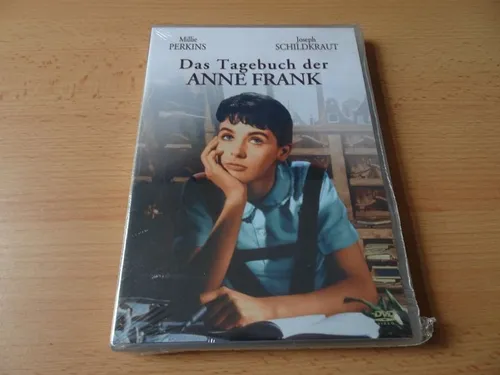 Millie
PERKINS
Joseph
SCHILDKRAUT
Das Tagebuch der
ANNE FRANK
DVD